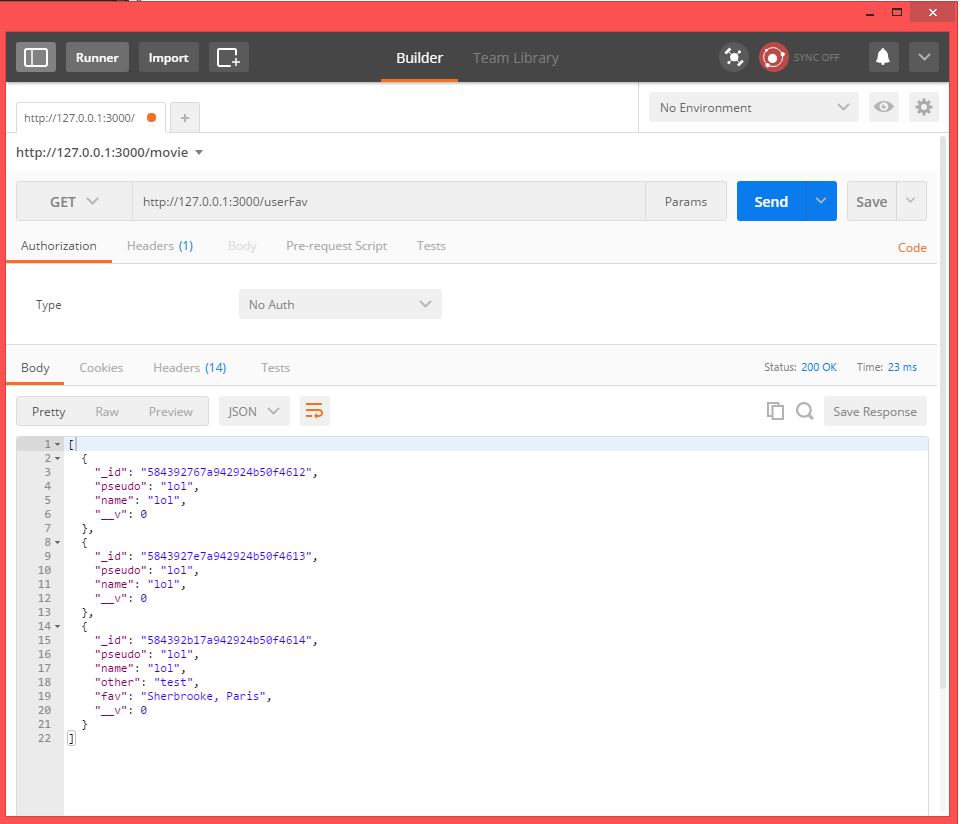 Runner Import Builder Team Library SYNC OFF
http://127.0.0.1:3000/ + No Environment
http://127.0.0.1:3000/movie
GET http://127.0.0.1:3000/userFav Params Send Save
Authorization Headers (1) Body Pre-request Script Tests Code
Type No Auth
Body Cookies Headers (14) Tests Status: 200 OK Time: 23 ms
Pretty Raw Preview JSON Save Response
1 [
2 {
3 "_id": "584392767a942924b50f4612",
4 "pseudo": "lol",
5 "name": "lol",
6 "__v": 0
7 },
8 {
9 "_id": "5843927e7a942924b50f4613",
10 "pseudo": "lol",
11 "name": "lol",
12 "__v": 0
13 },
14 {
15 "_id": "584392b17a942924b50f4614",
16 "pseudo": "lol",
17 "name": "lol",
18 "other": "test",
19 "fav": "Sherbrooke, Paris",
20 "__v": 0
21 }
22 ]